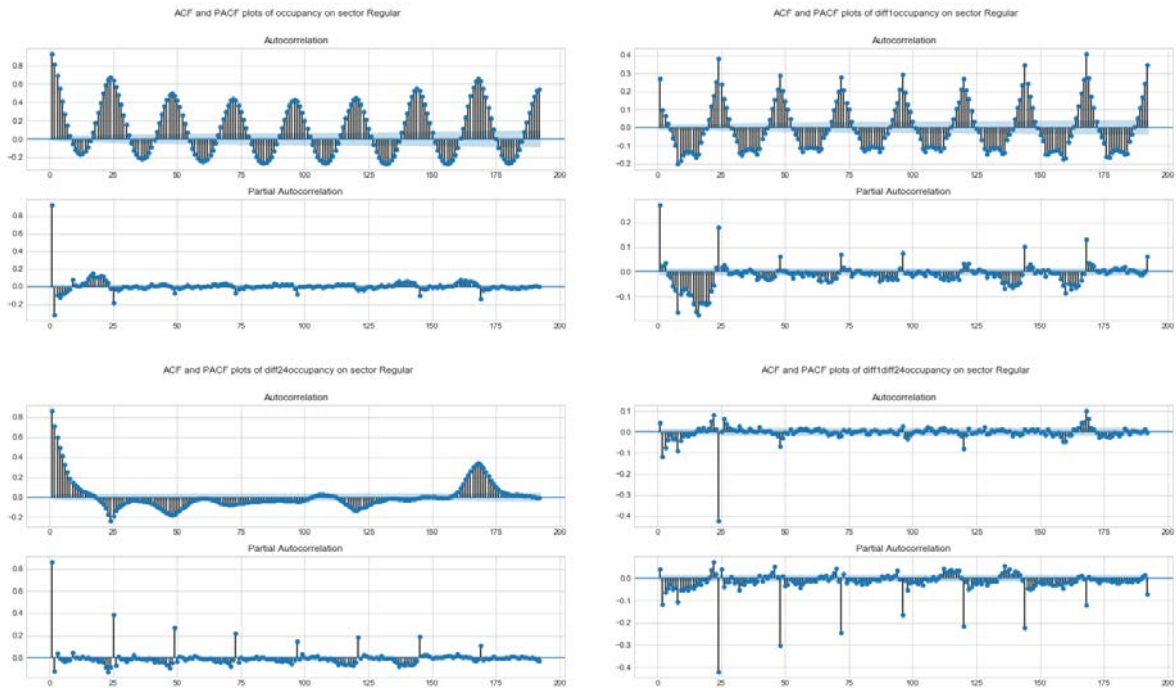 ACF and PACF plots of occupancy on sector Regular
Autocorrelation
0.8
0.6
0.4
0.2
0.0
−0.2
0 25 50 75 100 125 150 175 200
Partial Autocorrelation
0.8
0.6
0.4
0.2
0.0
−0.2
0 25 50 75 100 125 150 175 200
ACF and PACF plots of diff1occupancy on sector Regular
Autocorrelation
0.4
0.3
0.2
0.1
0.0
−0.1
−0.2
0 25 50 75 100 125 150 175 200
Partial Autocorrelation
0.2
0.1
0.0
−0.1
0 25 50 75 100 125 150 175 200
ACF and PACF plots of diff24occupancy on sector Regular
Autocorrelation
0.8
0.6
0.4
0.2
0.0
−0.2
0 25 50 75 100 125 150 175 200
Partial Autocorrelation
0.8
0.6
0.4
0.2
0.0
0 25 50 75 100 125 150 175 200
ACF and PACF plots of diff1diff24occupancy on sector Regular
Autocorrelation
0.1
0.0
−0.1
−0.2
−0.3
−0.4
0 25 50 75 100 125 150 175 200
Partial Autocorrelation
0.0
−0.1
−0.2
−0.3
−0.4
0 25 50 75 100 125 150 175 200